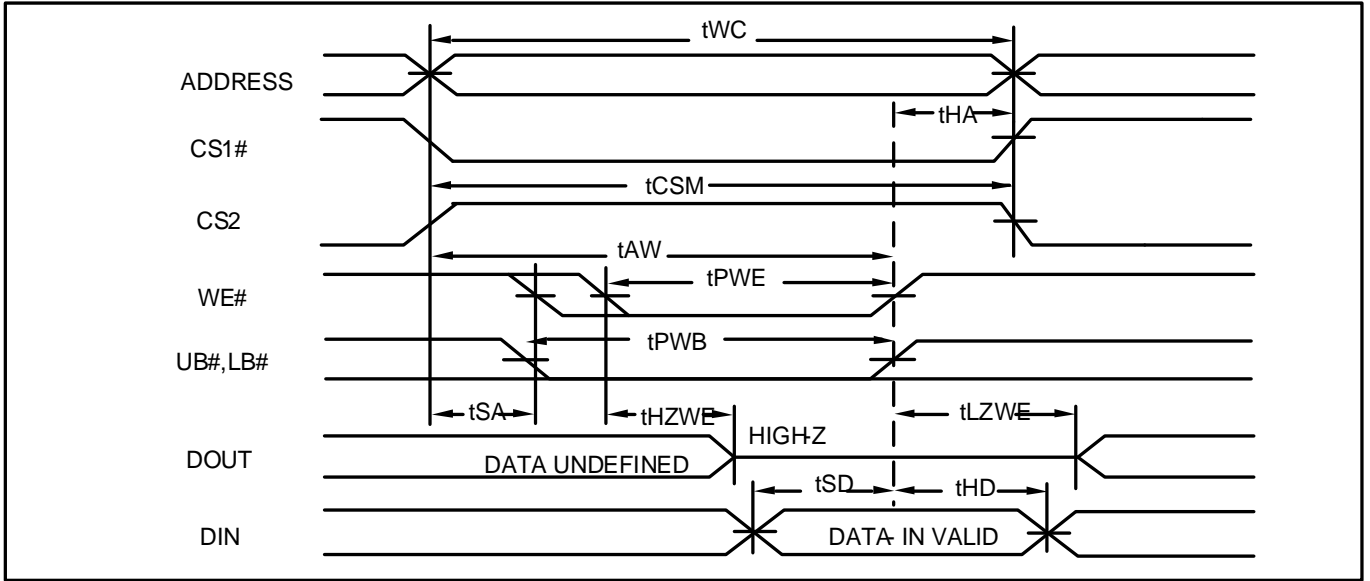 tWC
ADDRESS
tHA
CS1#
tCSM
CS2
tAW
tPWE
WE#
tPWB
UB#,LB#
tSA
tHZWE
tLZWE
HIGH-Z
DOUT
DATA UNDEFINED
tSD
tHD
DIN
DATA- IN VALID